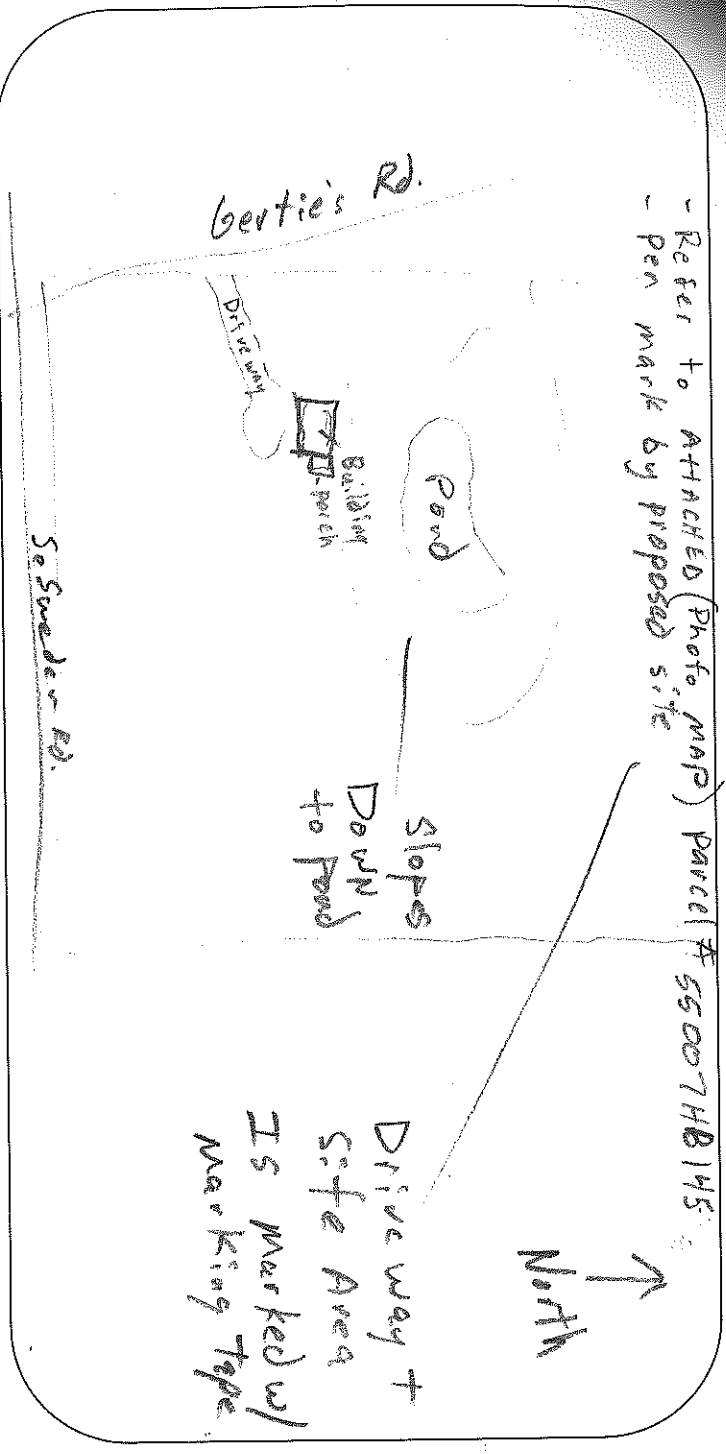 - Refer to ATTACHED (Photo MAP) parcel # 55007HB145
- pen mark by proposed site
North
Gertie's Rd.
Driveway
Building
porch
Pond
Slopes
Down
to Pond
Driveway +
Site Area
Is marked w/
marking Tape
So Sweden Rd.